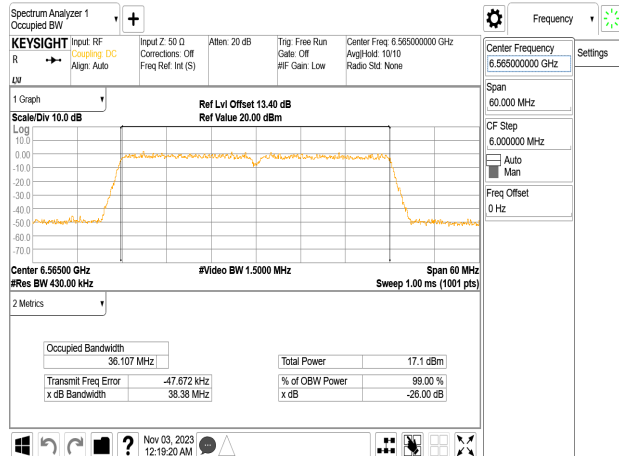 Spectrum Analyzer 1
Occupied BW
Frequency
KEYSIGHT
R
Input: RF
Coupling: DC
Align: Auto
Input Z: 50 Ω
Corrections: Off
Freq Ref: Int (S)
Atten: 20 dB
Trig: Free Run
Gate: Off
#IF Gain: Low
Center Freq: 6.565000000 GHz
Avg|Hold: 10/10
Radio Std: None
Center Frequency
6.565000000 GHz
Settings
Span
60.000 MHz
CF Step
6.000000 MHz
Auto
Man
Freq Offset
0 Hz
1 Graph
Scale/Div 10.0 dB
Ref Lvl Offset 13.40 dB
Ref Value 20.00 dBm
Log
10.0
0.00
-10.0
-20.0
-30.0
-40.0
-50.0
-60.0
-70.0
Center 6.56500 GHz
#Video BW 1.5000 MHz
Span 60 MHz
#Res BW 430.00 kHz
Sweep 1.00 ms (1001 pts)
2 Metrics
Occupied Bandwidth
36.107 MHz
Total Power 17.1 dBm
Transmit Freq Error -47.672 kHz
% of OBW Power 99.00 %
x dB Bandwidth 38.38 MHz
x dB -26.00 dB
?
Nov 03, 2023
12:19:20 AM